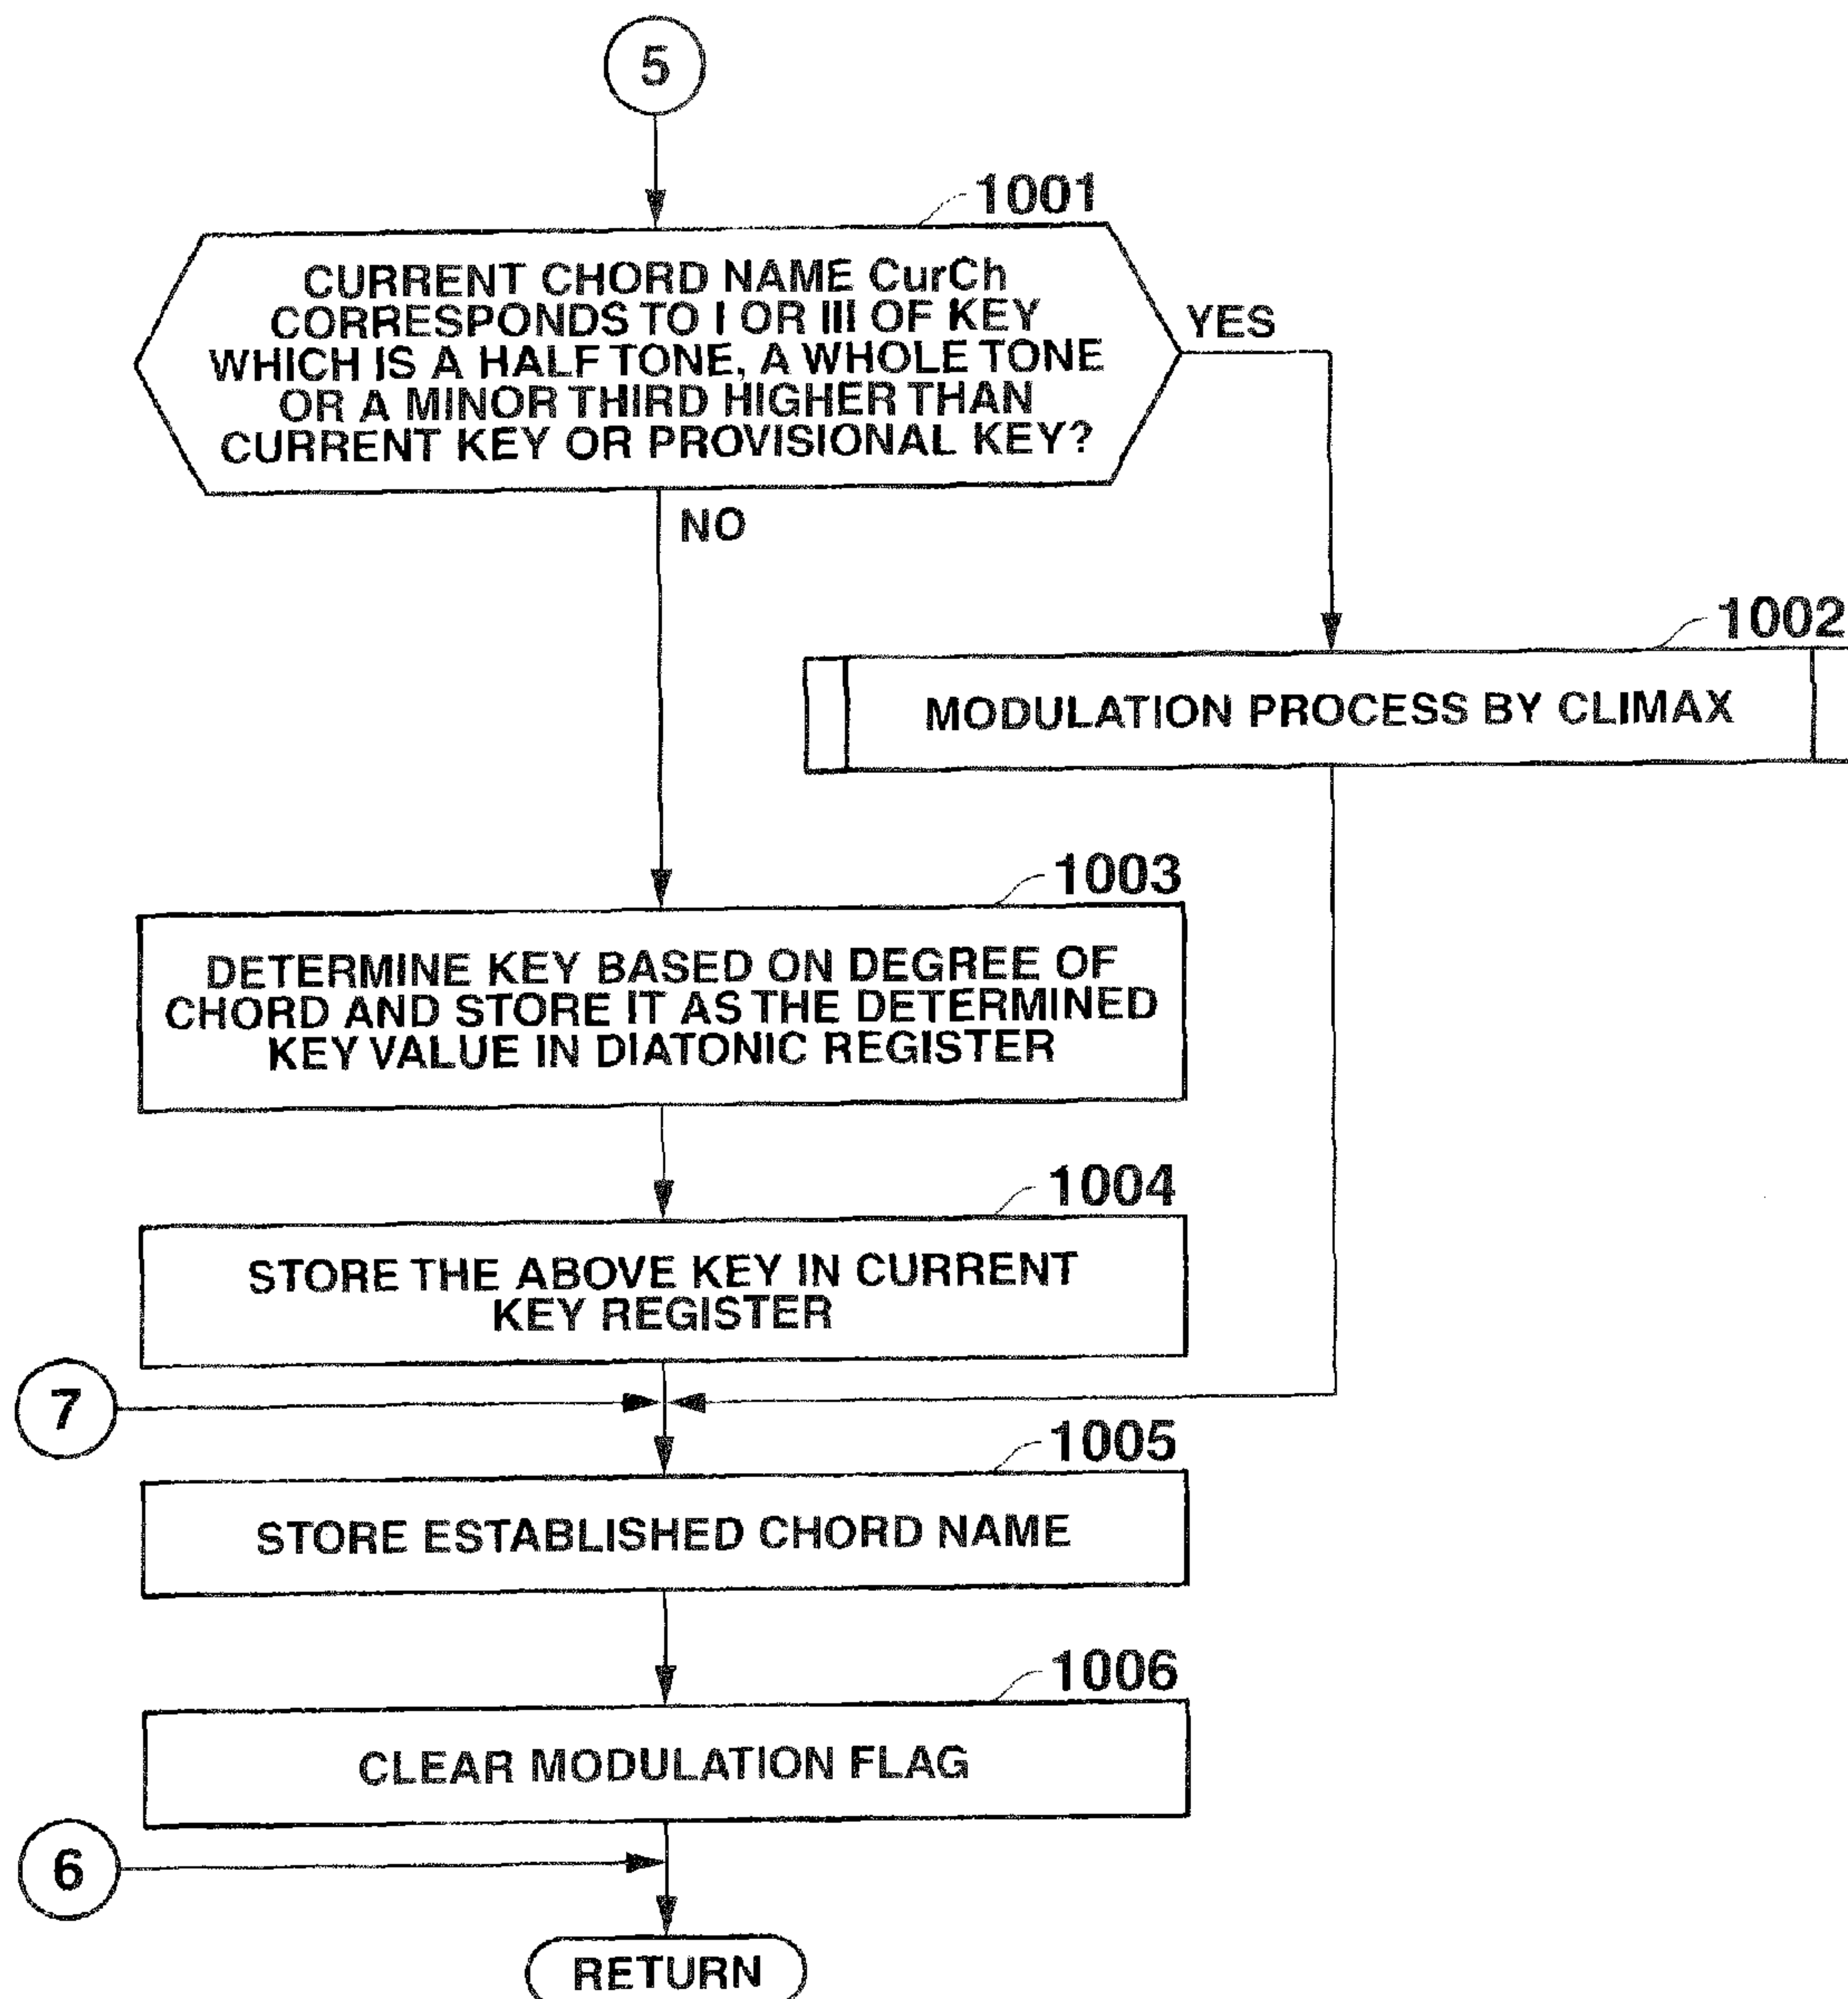 5
1001
CURRENT CHORD NAME CurCh
CORRESPONDS TO I OR III OF KEY
WHICH IS A HALF TONE, A WHOLE TONE
OR A MINOR THIRD HIGHER THAN
CURRENT KEY OR PROVISIONAL KEY?
YES
NO
1002
MODULATION PROCESS BY CLIMAX
1003
DETERMINE KEY BASED ON DEGREE OF
CHORD AND STORE IT AS THE DETERMINED
KEY VALUE IN DIATONIC REGISTER
1004
STORE THE ABOVE KEY IN CURRENT
KEY REGISTER
7
1005
STORE ESTABLISHED CHORD NAME
1006
CLEAR MODULATION FLAG
6
RETURN